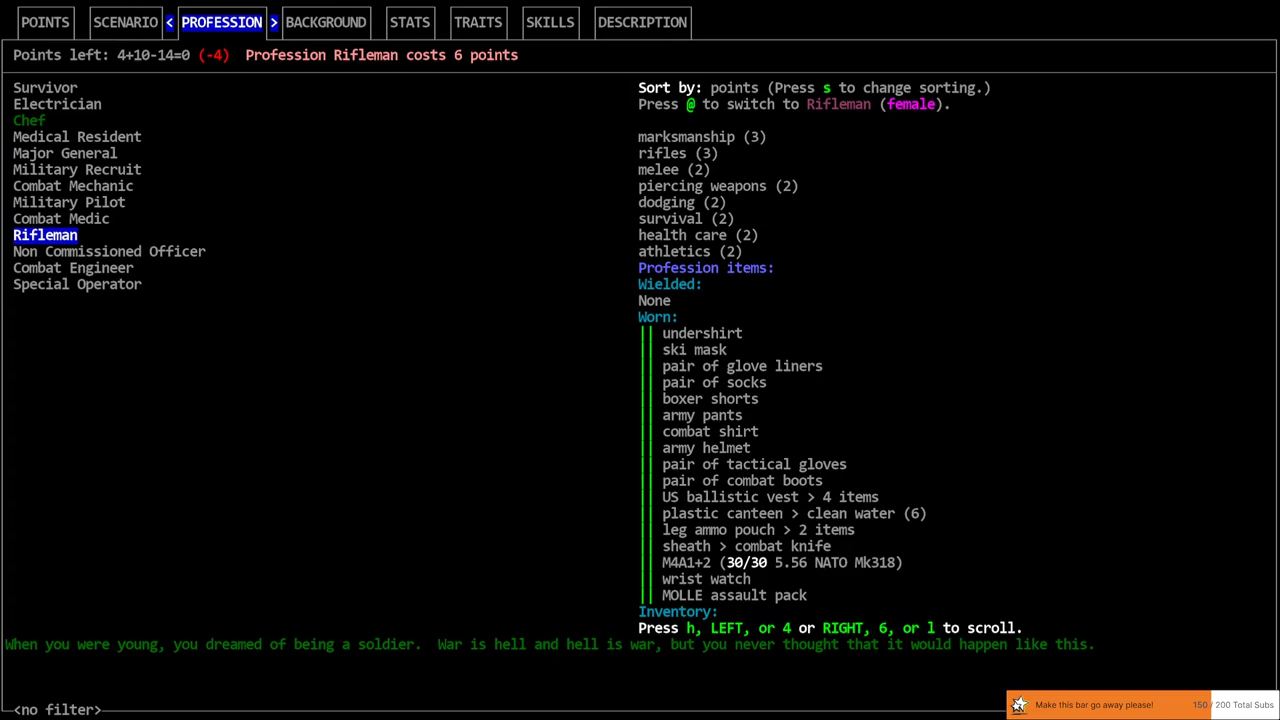 POINTS SCENARIO < PROFESSION > BACKGROUND STATS TRAITS SKILLS DESCRIPTION
Points left: 4+10-14=0 (-4) Profession Rifleman costs 6 points
Survivor
Electrician
Chef
Medical Resident
Major General
Military Recruit
Combat Mechanic
Military Pilot
Combat Medic
Rifleman
Non Commissioned Officer
Combat Engineer
Special Operator
Sort by: points (Press s to change sorting.)
Press @ to switch to Rifleman (female).
marksmanship (3)
rifles (3)
melee (2)
piercing weapons (2)
dodging (2)
survival (2)
health care (2)
athletics (2)
Profession items:
Wielded:
None
Worn:
|| undershirt
|| ski mask
|| pair of glove liners
|| pair of socks
|| boxer shorts
|| army pants
|| combat shirt
|| army helmet
|| pair of tactical gloves
|| pair of combat boots
|| US ballistic vest > 4 items
|| plastic canteen > clean water (6)
|| leg ammo pouch > 2 items
|| sheath > combat knife
|| M4A1+2 (30/30 5.56 NATO Mk318)
|| wrist watch
|| MOLLE assault pack
Inventory:
Press h, LEFT, or 4 or RIGHT, 6, or l to scroll.
When you were young, you dreamed of being a soldier. War is hell and hell is war, but you never thought that it would happen like this.
<no filter>
Make this bar go away please! 150 / 200 Total Subs